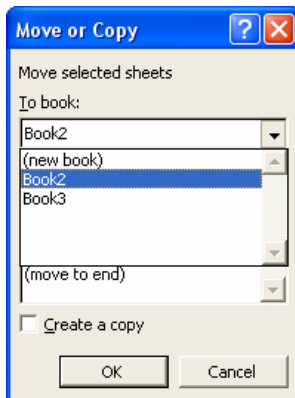 Move or Copy
Move selected sheets
To book:
Book2
(new book)
Book2
Book3
(move to end)
Create a copy
OK Cancel